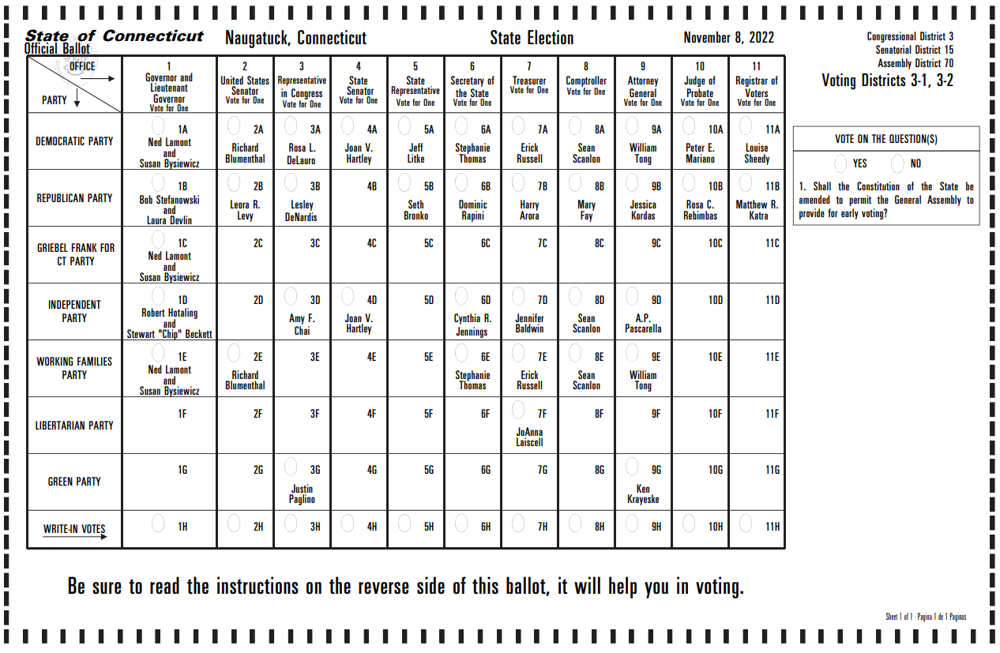 State of Connecticut
Official Ballot
Naugatuck, Connecticut
State Election
November 8, 2022
Congressional District 3
Senatorial District 15
Assembly District 70
Voting Districts 3-1, 3-2
OFFICE
PARTY
1
Governor and
Lieutenant
Governor
Vote for One
2
United States
Senator
Vote for One
3
Representative
in Congress
Vote for One
4
State
Senator
Vote for One
5
State
Representative
Vote for One
6
Secretary of
the State
Vote for One
7
Treasurer
Vote for One
8
Comptroller
Vote for One
9
Attorney
General
Vote for One
10
Judge of
Probate
Vote for One
11
Registrar of
Voters
Vote for One
DEMOCRATIC PARTY
1A
Ned Lamont
and
Susan Bysiewicz
2A
Richard
Blumenthal
3A
Rosa L.
DeLauro
4A
Joan V.
Hartley
5A
Jeff
Litke
6A
Stephanie
Thomas
7A
Erick
Russell
8A
Sean
Scanlon
9A
William
Tong
10A
Peter E.
Mariano
11A
Louise
Sheedy
REPUBLICAN PARTY
1B
Bob Stefanowski
and
Laura Devlin
2B
Leora R.
Levy
3B
Lesley
DeNardis
4B
5B
Seth
Bronko
6B
Dominic
Rapini
7B
Harry
Arora
8B
Mary
Fay
9B
Jessica
Kordas
10B
Rosa C.
Rebimbas
11B
Matthew R.
Katra
GRIEBEL FRANK FOR
CT PARTY
1C
Ned Lamont
and
Susan Bysiewicz
2C
3C
4C
5C
6C
7C
8C
9C
10C
11C
INDEPENDENT
PARTY
1D
Robert Hotaling
and
Stewart "Chip" Beckett
2D
3D
Amy F.
Chai
4D
Joan V.
Hartley
5D
6D
Cynthia R.
Jennings
7D
Jennifer
Baldwin
8D
Sean
Scanlon
9D
A.P.
Pascarella
10D
11D
WORKING FAMILIES
PARTY
1E
Ned Lamont
and
Susan Bysiewicz
2E
Richard
Blumenthal
3E
4E
5E
6E
Stephanie
Thomas
7E
Erick
Russell
8E
Sean
Scanlon
9E
William
Tong
10E
11E
LIBERTARIAN PARTY
1F
2F
3F
4F
5F
6F
7F
JoAnna
Laiscell
8F
9F
10F
11F
GREEN PARTY
1G
2G
3G
Justin
Paglino
4G
5G
6G
7G
8G
9G
Ken
Krayeske
10G
11G
WRITE-IN VOTES
1H
2H
3H
4H
5H
6H
7H
8H
9H
10H
11H
VOTE ON THE QUESTION(S)
YES
NO
1. Shall the Constitution of the State be
amended to permit the General Assembly to
provide for early voting?
Be sure to read the instructions on the reverse side of this ballot, it will help you in voting.
Sheet 1 of 1 - Pagina 1 de 1 Paginas